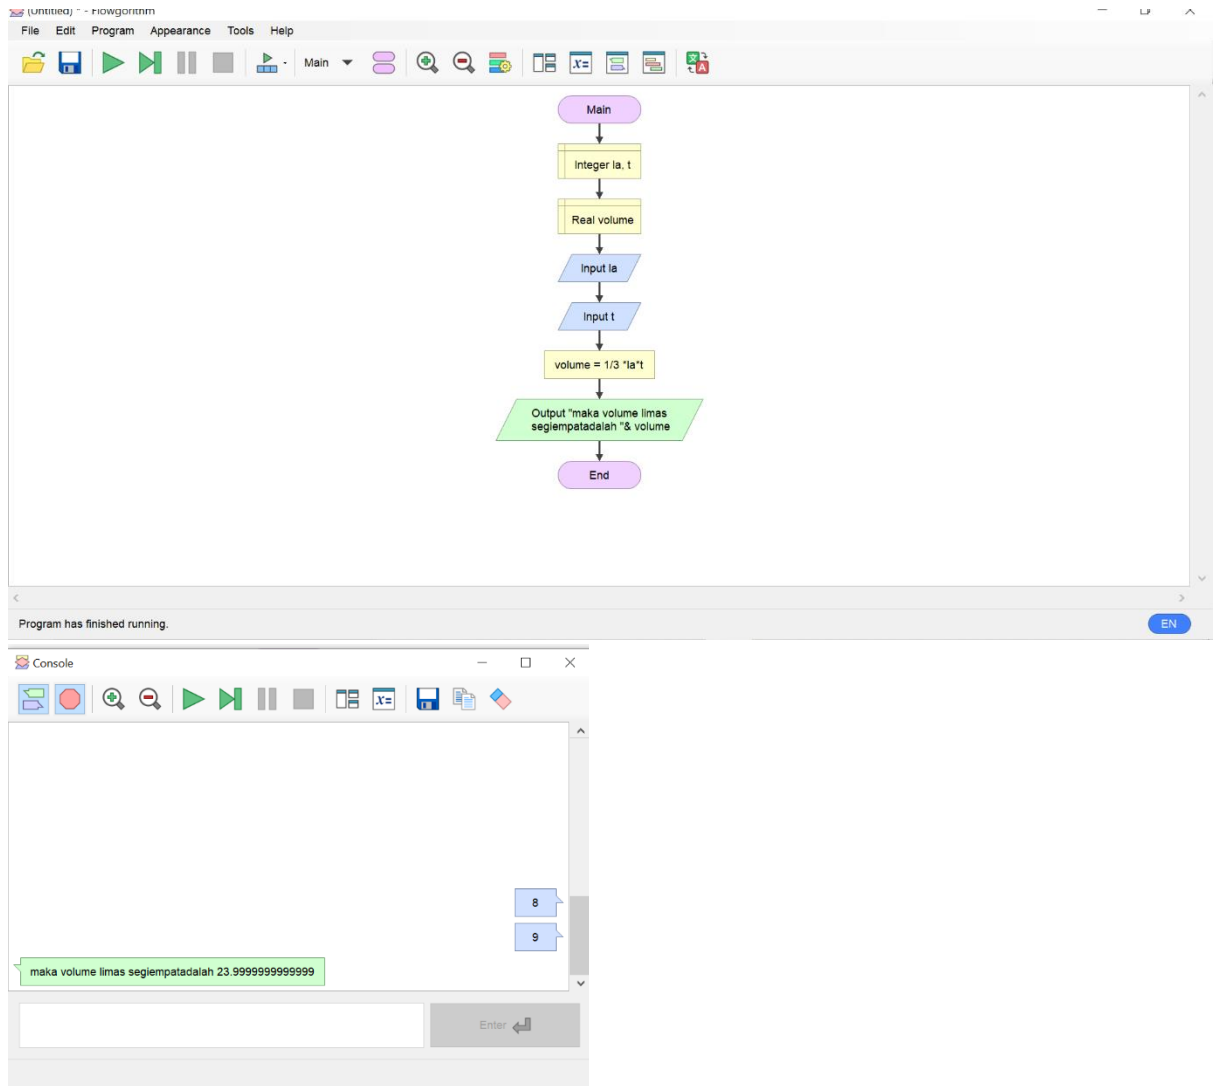 (Untitled) * - Flowgorithm
File Edit Program Appearance Tools Help
Main
Main
Integer la, t
Real volume
Input la
Input t
volume = 1/3 *la*t
Output "maka volume limas
segiempatadalah "& volume
End
Program has finished running.
EN
Console
x=
8
9
maka volume limas segiempatadalah 23.9999999999999
Enter